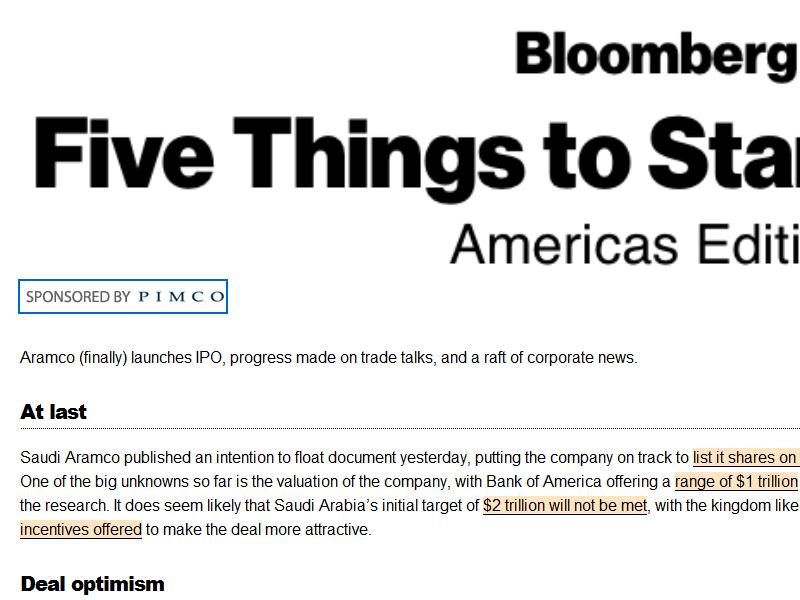 Bloomberg
Five Things to Star
Americas Editi
SPONSORED BY PIMCO
Aramco (finally) launches IPO, progress made on trade talks, and a raft of corporate news.
At last
Saudi Aramco published an intention to float document yesterday, putting the company on track to list it shares on
One of the big unknowns so far is the valuation of the company, with Bank of America offering a range of $1 trillion
the research. It does seem likely that Saudi Arabia’s initial target of $2 trillion will not be met, with the kingdom like
incentives offered to make the deal more attractive.
Deal optimism